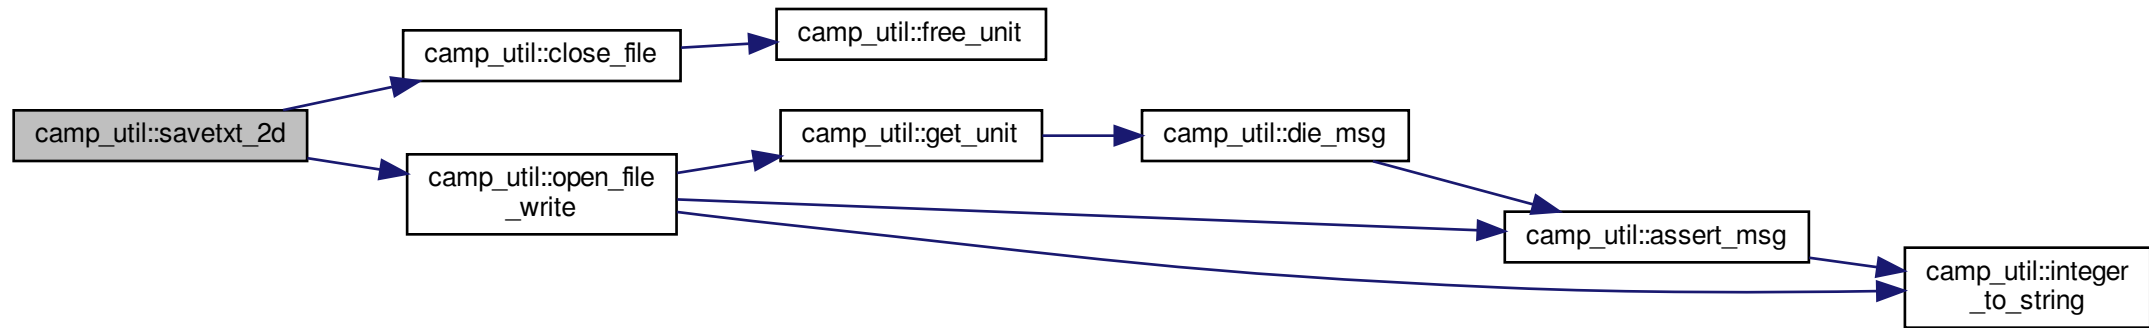 camp_util::savetxt_2d
camp_util::close_file
camp_util::free_unit
camp_util::open_file
_write
camp_util::get_unit
camp_util::die_msg
camp_util::assert_msg
camp_util::integer
_to_string